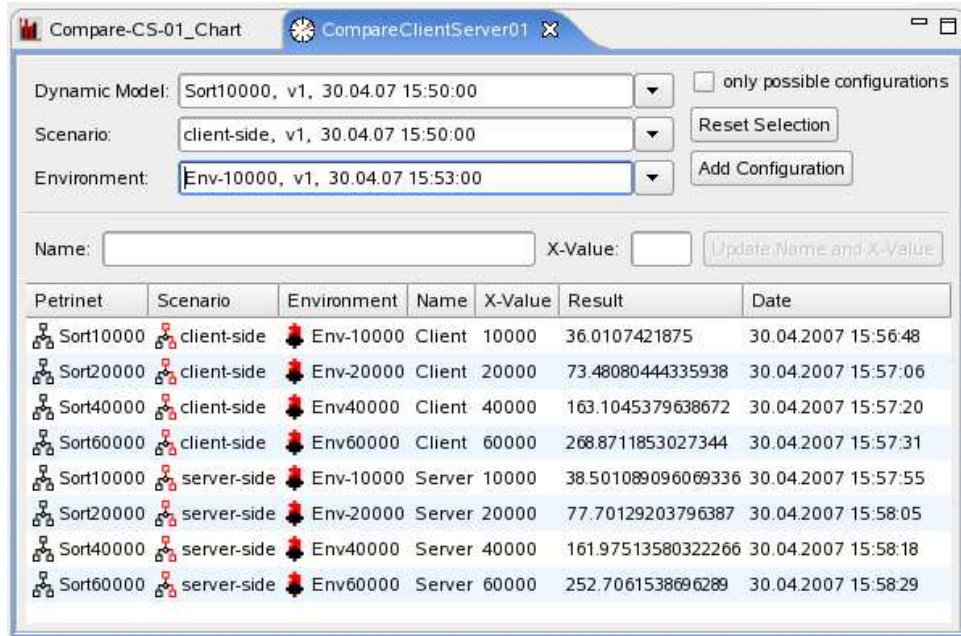 Compare-CS-01_Chart CompareClientServer01
Dynamic Model: Sort10000, v1, 30.04.07 15:50:00 only possible configurations
Scenario: client-side, v1, 30.04.07 15:50:00 Reset Selection
Environment: Env-10000, v1, 30.04.07 15:53:00 Add Configuration
Name: X-Value: Update Name and X-Value
Petrinet Scenario Environment Name X-Value Result Date
Sort10000 client-side Env-10000 Client 10000 36.0107421875 30.04.2007 15:56:48
Sort20000 client-side Env-20000 Client 20000 73.48080444335938 30.04.2007 15:57:06
Sort40000 client-side Env40000 Client 40000 163.1045379638672 30.04.2007 15:57:20
Sort60000 client-side Env60000 Client 60000 268.8711853027344 30.04.2007 15:57:31
Sort10000 server-side Env-10000 Server 10000 38.501089096069336 30.04.2007 15:57:55
Sort20000 server-side Env-20000 Server 20000 77.70129203796387 30.04.2007 15:58:05
Sort40000 server-side Env40000 Server 40000 161.97513580322266 30.04.2007 15:58:18
Sort60000 server-side Env60000 Server 60000 252.7061538696289 30.04.2007 15:58:29